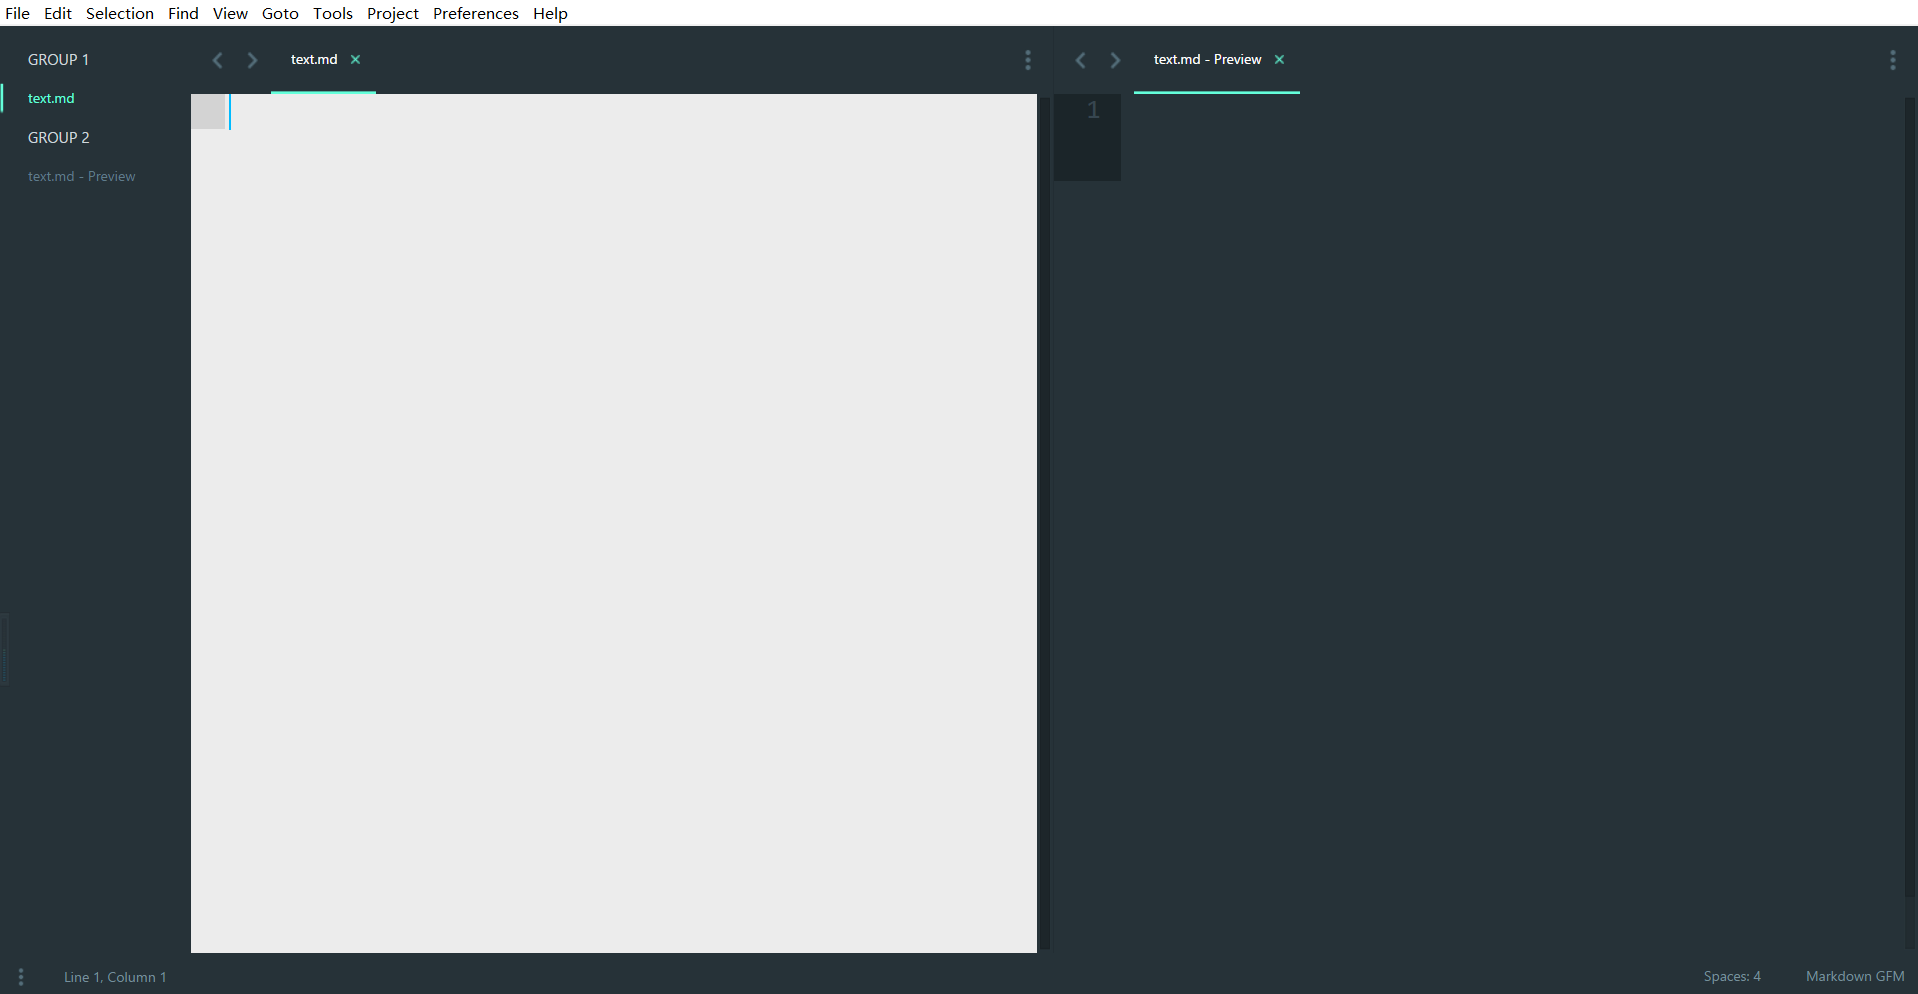 File Edit Selection Find View Goto Tools Project Preferences Help
GROUP 1
text.md
GROUP 2
text.md - Preview
text.md ×
text.md - Preview ×
1
Line 1, Column 1
Spaces: 4
Markdown GFM